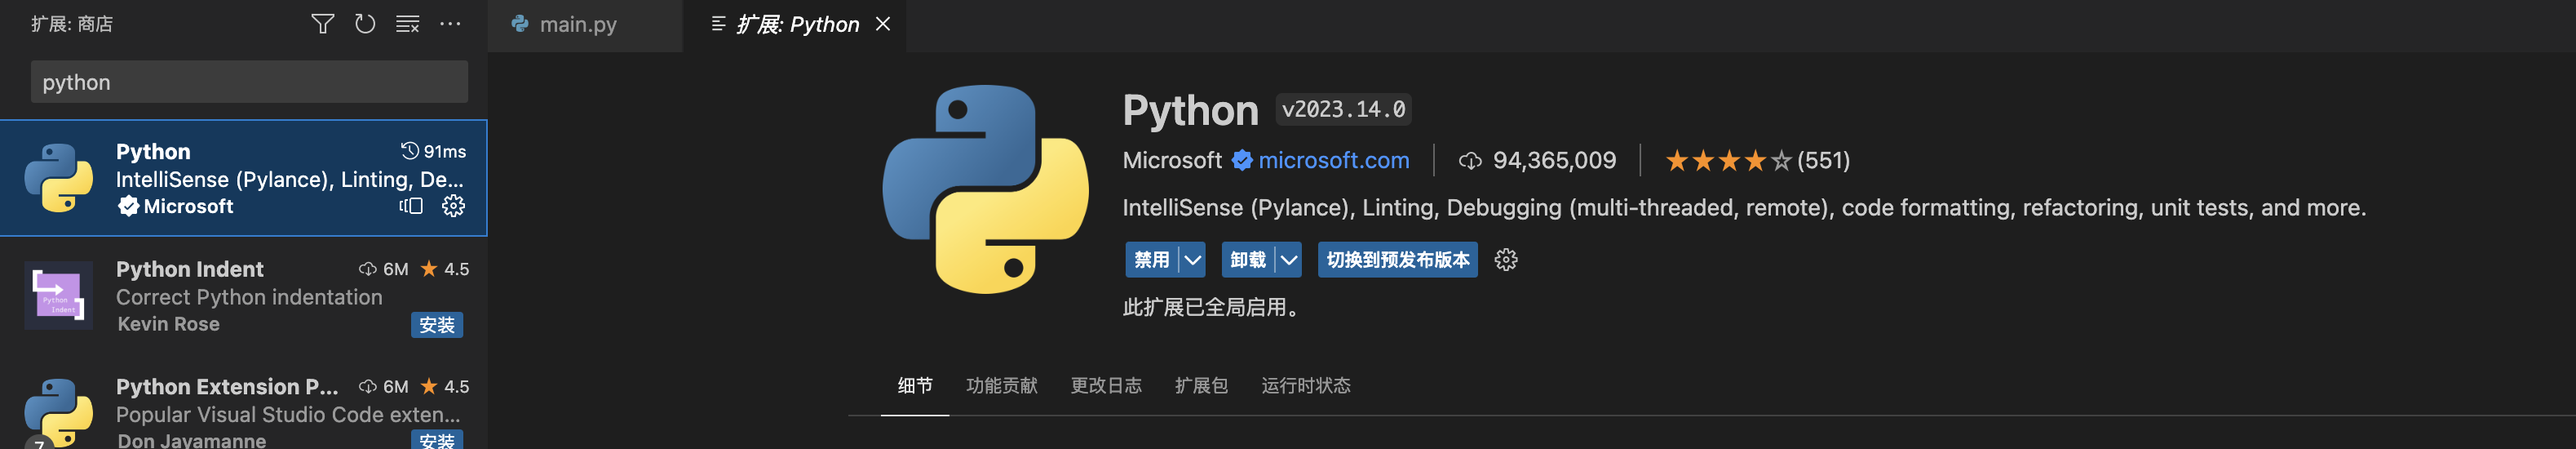 扩展: 商店
python
Python
91ms
IntelliSense (Pylance), Linting, De...
Microsoft
Python Indent
6M
4.5
Correct Python indentation
Kevin Rose
安装
Python
Indent
Python Extension P...
6M
4.5
Popular Visual Studio Code exten...
Don Jayamanne
安装
7
main.py
扩展: Python
Python
v2023.14.0
Microsoft
microsoft.com
94,365,009
(551)
IntelliSense (Pylance), Linting, Debugging (multi-threaded, remote), code formatting, refactoring, unit tests, and more.
禁用
卸载
切换到预发布版本
此扩展已全局启用。
细节
功能贡献
更改日志
扩展包
运行时状态